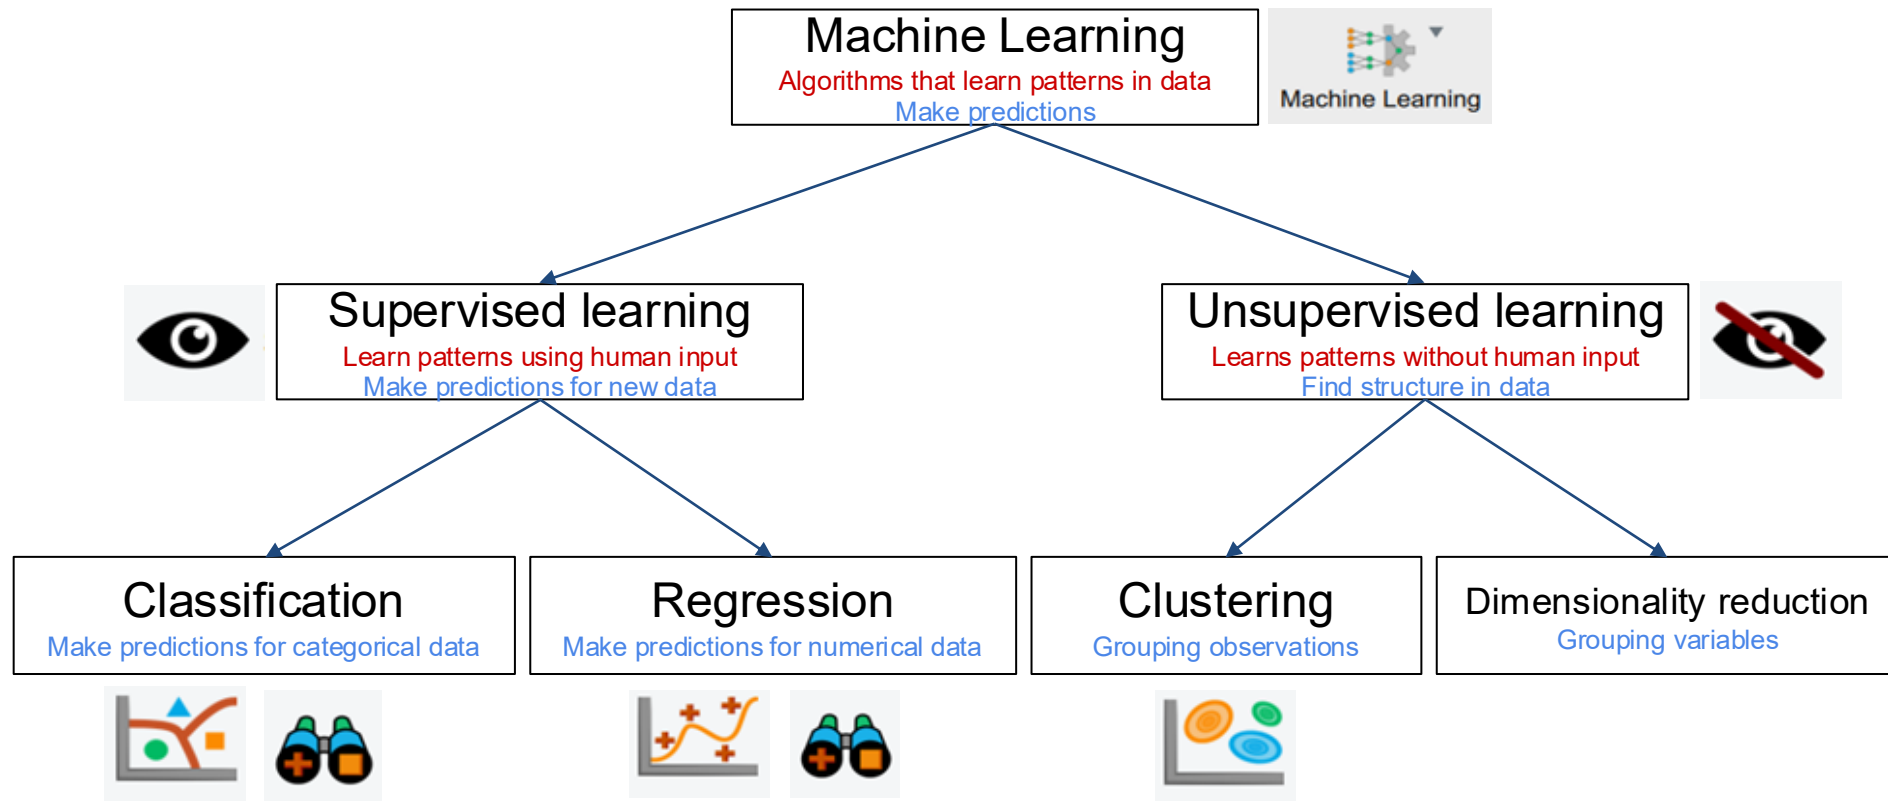 Machine Learning
Algorithms that learn patterns in data
Make predictions
Machine Learning
Supervised learning
Learn patterns using human input
Make predictions for new data
Unsupervised learning
Learns patterns without human input
Find structure in data
Classification
Make predictions for categorical data
Regression
Make predictions for numerical data
Clustering
Grouping observations
Dimensionality reduction
Grouping variables